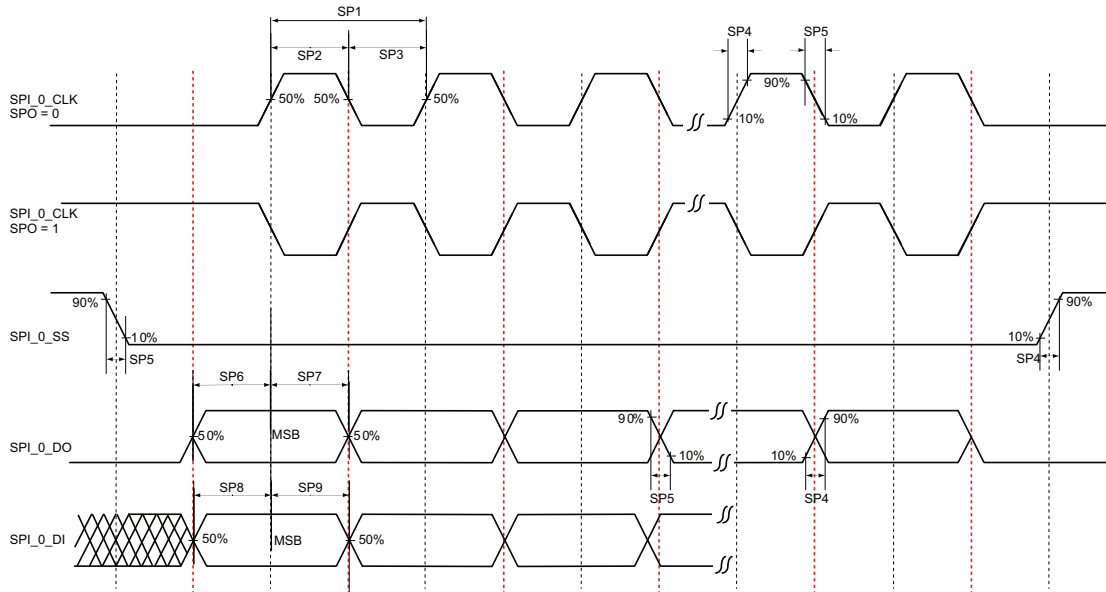 SP1
SP2
SP3
SP4
SP5
SPI_0_CLK
SPO = 0
50%
50%
50%
90%
10%
10%
SPI_0_CLK
SPO = 1
90%
10%
SP5
SPI_0_SS
10%
90%
SP4
SP6
SP7
SPI_0_DO
50%
MSB
50%
90%
10%
SP5
10%
90%
SP4
SP8
SP9
SPI_0_DI
50%
MSB
50%